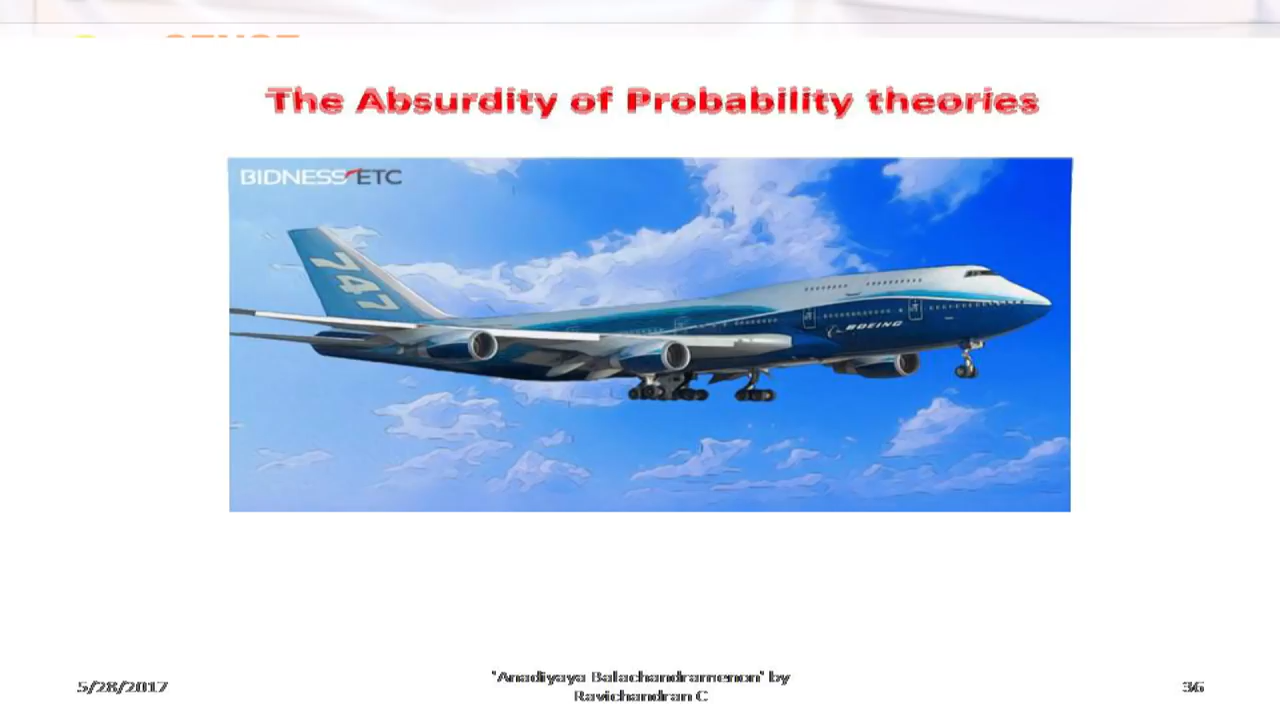 The Absurdity of Probability theories
BIDNESS ETC
747
BOEING
5/28/2017
'Anadiyaya Balachandramenon' by
Ravichandran C
36